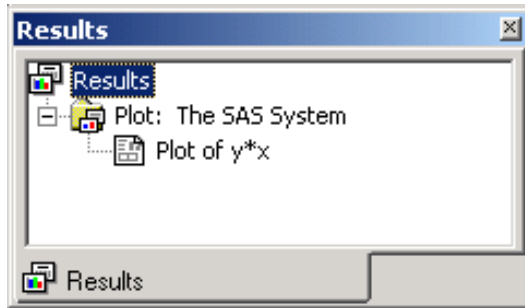 Results
Results
Plot: The SAS System
Plot of y*x
Results